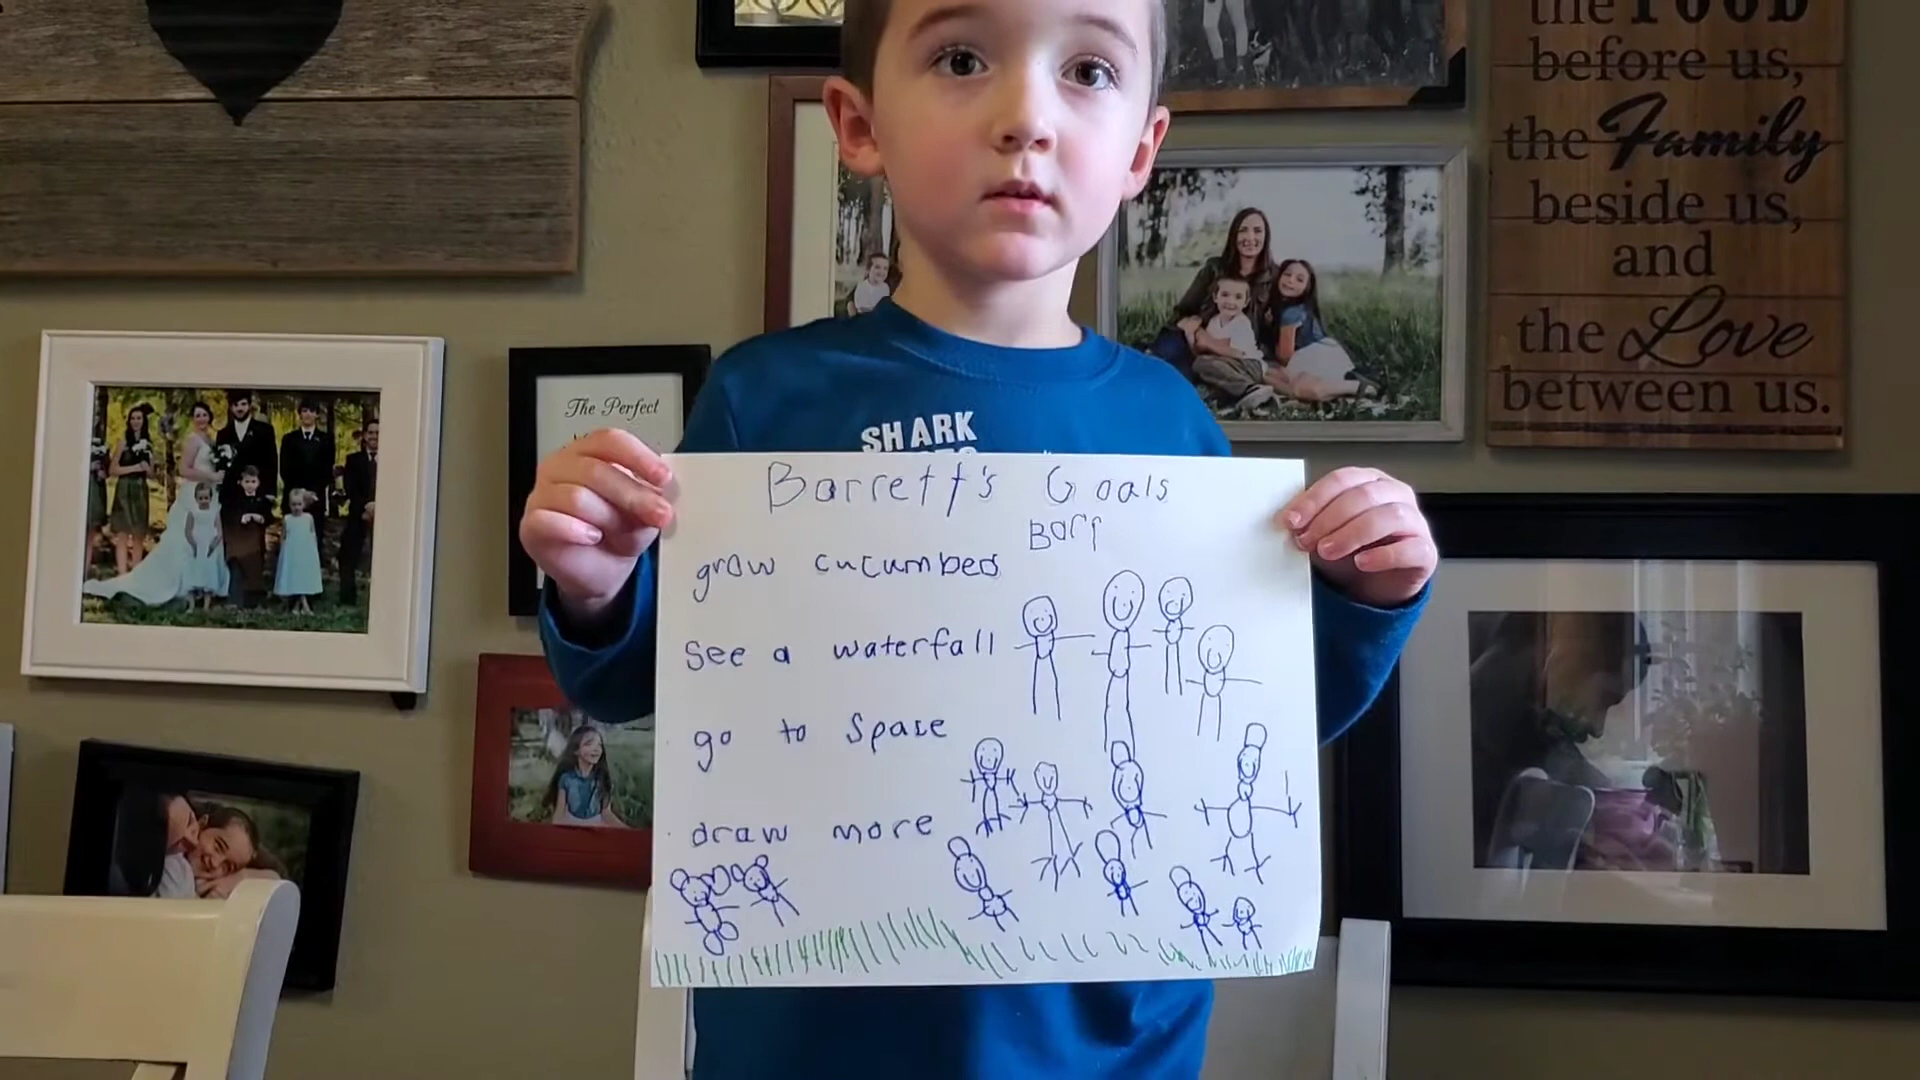 the FOOD
before us,
the Family
beside us,
and
the Love
between us.
The Perfect
SHARK
Barrett's Goals
Barr
grow cucumbers
see a waterfall
go to space
draw more